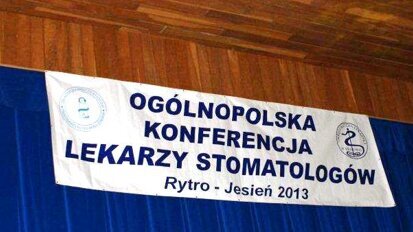 OGÓLNOPOLSKA
KONFERENCJA
LEKARZY STOMATOLOGÓW
Rytro - Jesień 2013